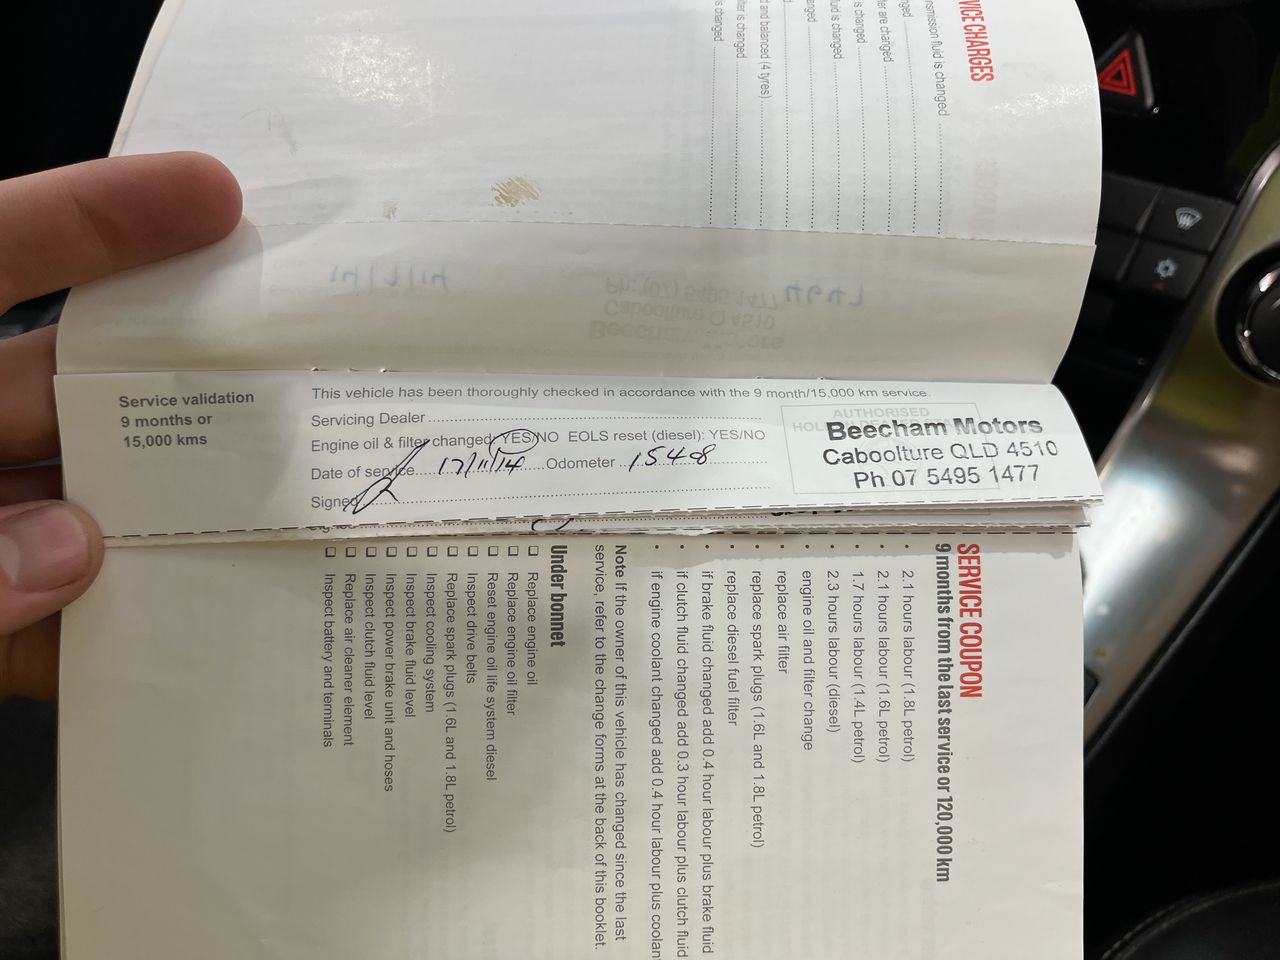 VICE CHARGES
nsmission fluid is changed
nged
ter are changed
is changed
luid is changed
anged
d
d and balanced (4 tyres)
lter is changed
s changed
Service validation
9 months or
15,000 kms
This vehicle has been thoroughly checked in accordance with the 9 month/15,000 km service.
Servicing Dealer
Engine oil & filter changed: YES/NO EOLS reset (diesel): YES/NO
Date of service 17/11/14 Odometer 15408
Signed
AUTHORISED
Beecham Motors
Caboolture QLD 4510
Ph 07 5495 1477
SERVICE COUPON
9 months from the last service or 120,000 km
• 2.1 hours labour (1.8L petrol)
• 2.1 hours labour (1.6L petrol)
• 1.7 hours labour (1.4L petrol)
• 2.3 hours labour (diesel)
• engine oil and filter change
• replace air filter
• replace spark plugs (1.6L and 1.8L petrol)
• replace diesel fuel filter
• if brake fluid changed add 0.4 hour labour plus brake fluid
• if clutch fluid changed add 0.3 hour labour plus clutch fluid
• if engine coolant changed add 0.4 hour labour plus coolan
Note If the owner of this vehicle has changed since the last
service, refer to the change forms at the back of this booklet.
Under bonnet
❑ Replace engine oil
❑ Replace engine oil filter
❑ Reset engine oil life system diesel
❑ Inspect drive belts
❑ Replace spark plugs (1.6L and 1.8L petrol)
❑ Inspect cooling system
❑ Inspect brake fluid level
❑ Inspect power brake unit and hoses
❑ Inspect clutch fluid level
❑ Replace air cleaner element
❑ Inspect battery and terminals